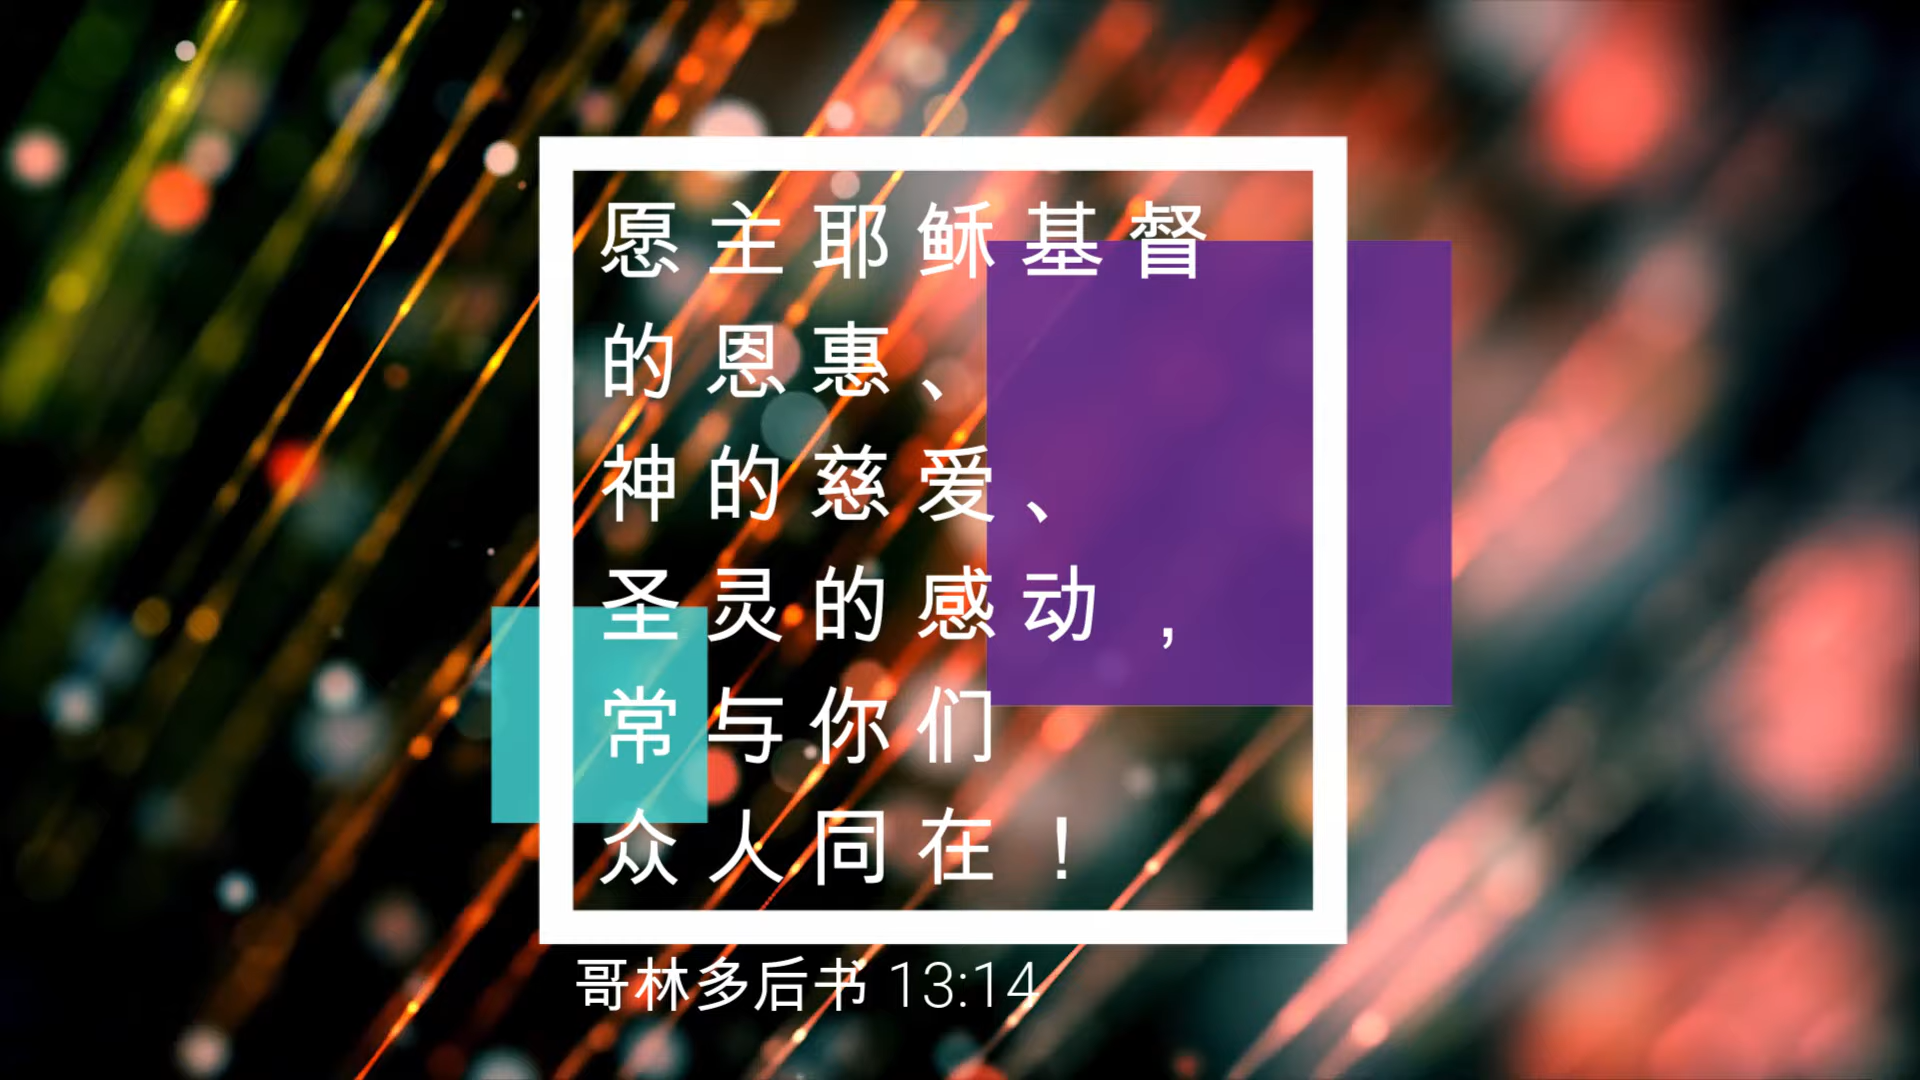 愿主耶稣基督
的恩惠、
神的慈爱、
圣灵的感动，
常与你们
众人同在！
哥林多后书 13:14